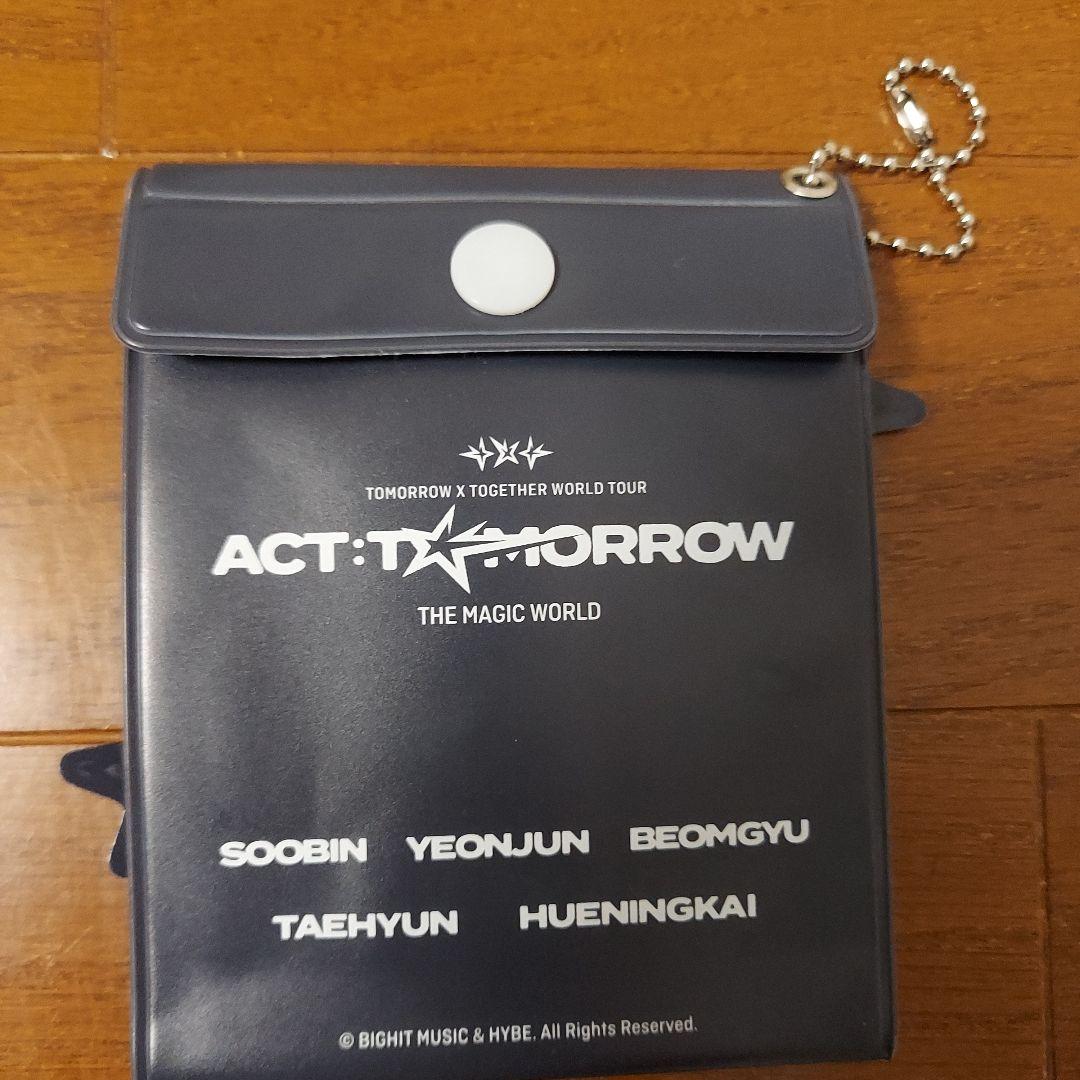 TOMORROW X TOGETHER WORLD TOUR
ACT:TOMORROW
THE MAGIC WORLD
SOOBIN YEONJUN BEOMGYU
TAEHYUN HUENINGKAI
© BIGHIT MUSIC & HYBE. All Rights Reserved.